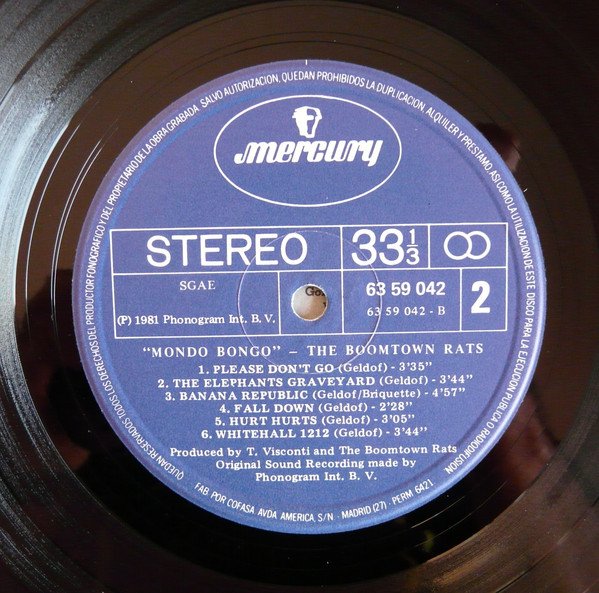 QUEDAN RESERVADOS TODOS LOS DERECHOS DEL PRODUCTOR FONOGRAFICO Y DEL PROPIETARIO DE LA OBRA GRABADA. SALVO AUTORIZACION, QUEDAN PROHIBIDOS LA DUPLICACION, ALQUILER Y PRESTAMO, ASI COMO LA UTILIZACION DE ESTE DISCO PARA LA EJECUCION PUBLICA O RADIODIFUSION.
mercury
STEREO
33 1/3
SGAE
63 59 042
2
(P) 1981 Phonogram Int. B. V.
63 59 042 - B
"MONDO BONGO" - THE BOOMTOWN RATS
1. PLEASE DON'T GO (Geldof) - 3'35"
2. THE ELEPHANTS GRAVEYARD (Geldof) - 3'44"
3. BANANA REPUBLIC (Geldof/Briquette) - 4'57"
4. FALL DOWN - 2'28"
5. HURT HURTS (Geldof) - 3'05"
6. WHITEHALL 1212 (Geldof) - 3'44"
Produced by T. Visconti and The Boomtown Rats
Original Sound Recording made by
Phonogram Int. B. V.
FAB. POR COFASA, AVDA. AMERICA, S/N - MADRID (27) - PERM 6421